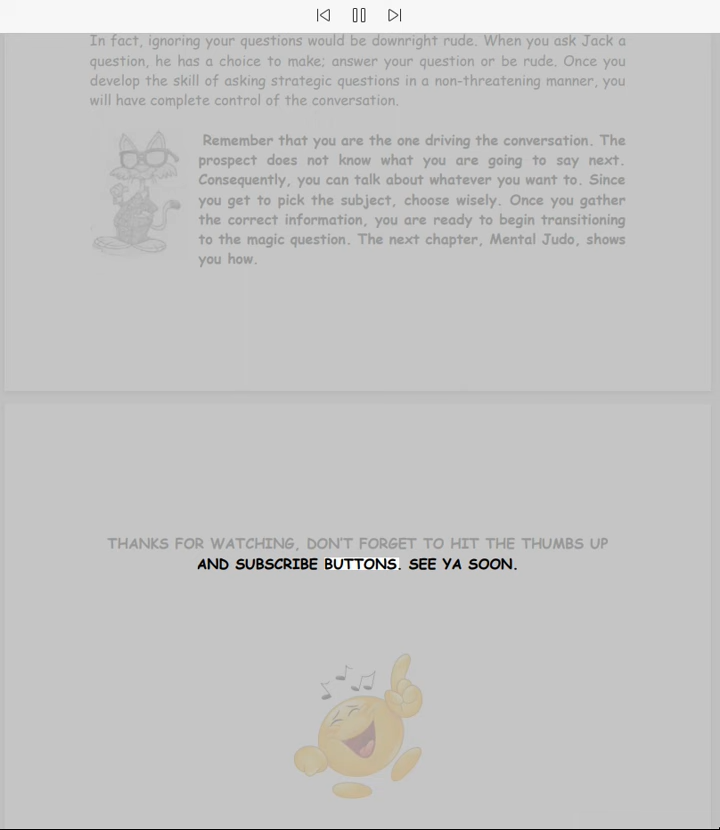 In fact, ignoring your questions would be downright rude. When you ask Jack a
question, he has a choice to make; answer your question or be rude. Once you
develop the skill of asking strategic questions in a non-threatening manner, you
will have complete control of the conversation.
Remember that you are the one driving the conversation. The
prospect does not know what you are going to say next.
Consequently, you can talk about whatever you want to. Since
you get to pick the subject, choose wisely. Once you gather
the correct information, you are ready to begin transitioning
to the magic question. The next chapter, Mental Judo, shows
you how.
THANKS FOR WATCHING, DON'T FORGET TO HIT THE THUMBS UP
AND SUBSCRIBE BUTTONS. SEE YA SOON.